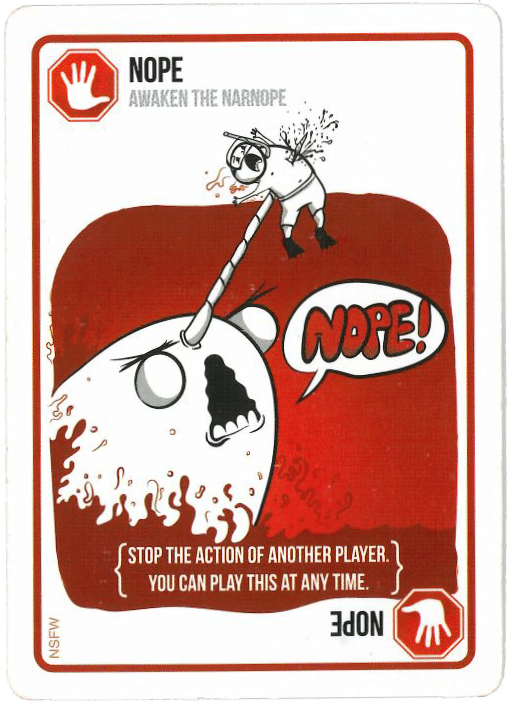 NOPE
AWAKEN THE NARNOPE
NOPE!
STOP THE ACTION OF ANOTHER PLAYER.
YOU CAN PLAY THIS AT ANY TIME.
NOPE
NSFW